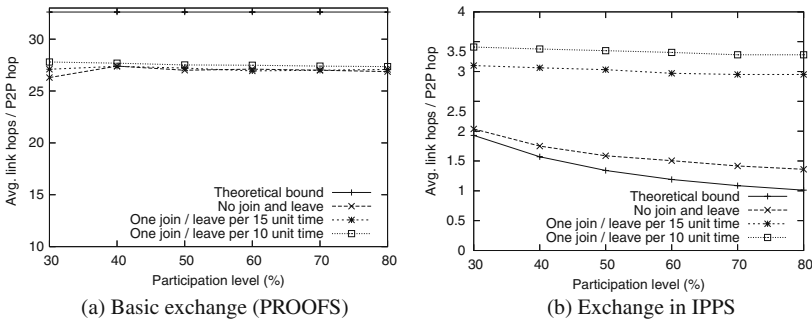 Avg. link hops / P2P hop
30
25
20
15
10
30 40 50 60 70 80
Theoretical bound
No join and leave
One join / leave per 15 unit time
One join / leave per 10 unit time
Participation level (%)
(a) Basic exchange (PROOFS)
Avg. link hops / P2P hop
4
3.5
3
2.5
2
1.5
1
0.5
0
30 40 50 60 70 80
Theoretical bound
No join and leave
One join / leave per 15 unit time
One join / leave per 10 unit time
Participation level (%)
(b) Exchange in IPPS